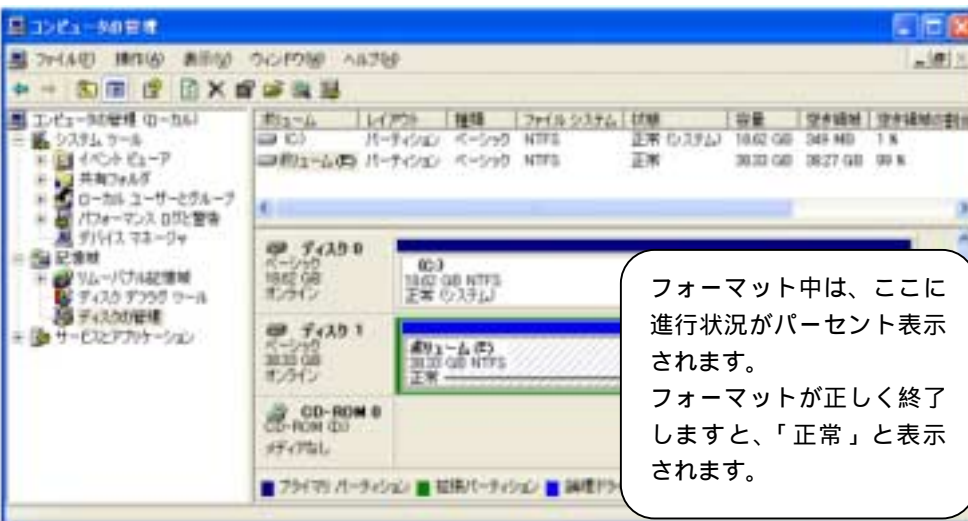 コンピュータの管理
ファイル(F) 操作(A) 表示(V) ウィンドウ(W) ヘルプ(H)
コンピュータの管理 (ローカル)
システム ツール
イベント ビューア
共有フォルダ
ローカル ユーザーとグループ
パフォーマンス ログと警告
デバイス マネージャ
記憶域
リムーバブル記憶域
ディスク デフラグ ツール
ディスクの管理
サービスとアプリケーション
ボリューム レイアウト 種類 ファイル システム 状態 容量 空き領域 空き領域の割合
(C:) パーティション ベーシック NTFS 正常 (システム) 18.62 GB 349 MB 1 %
ボリューム (E:) パーティション ベーシック NTFS 正常 38.33 GB 38.27 GB 99 %
ディスク 0
ベーシック
18.62 GB
オンライン
(C:)
18.62 GB NTFS
正常 (システム)
ディスク 1
ベーシック
38.33 GB
オンライン
ボリューム (E:)
38.33 GB NTFS
正常
CD-ROM 0
CD-ROM (D:)
メディアなし
プライマリ パーティション 拡張パーティション 論理ドラ
フォーマット中は、ここに
進行状況がパーセント表示
されます。
フォーマットが正しく終了
しますと、「正常」と表示
されます。